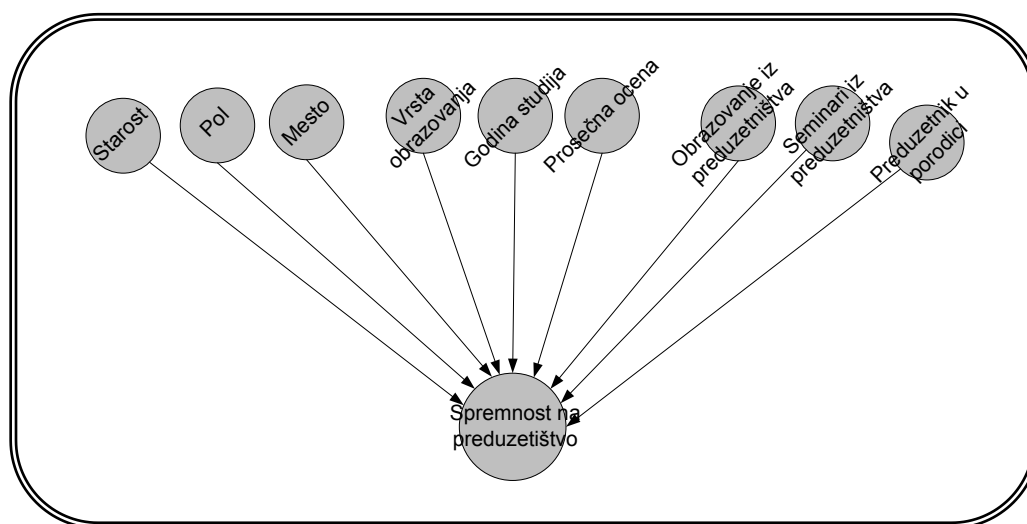 Starost
Pol
Mesto
Vrsta
obrazovanja
Godina studija
Prosečna ocena
Obrazovanje iz
preduzetništva
Seminari iz
preduzetništva
Preduzetnik u
porodici
Spremnost na
preduzetištvo